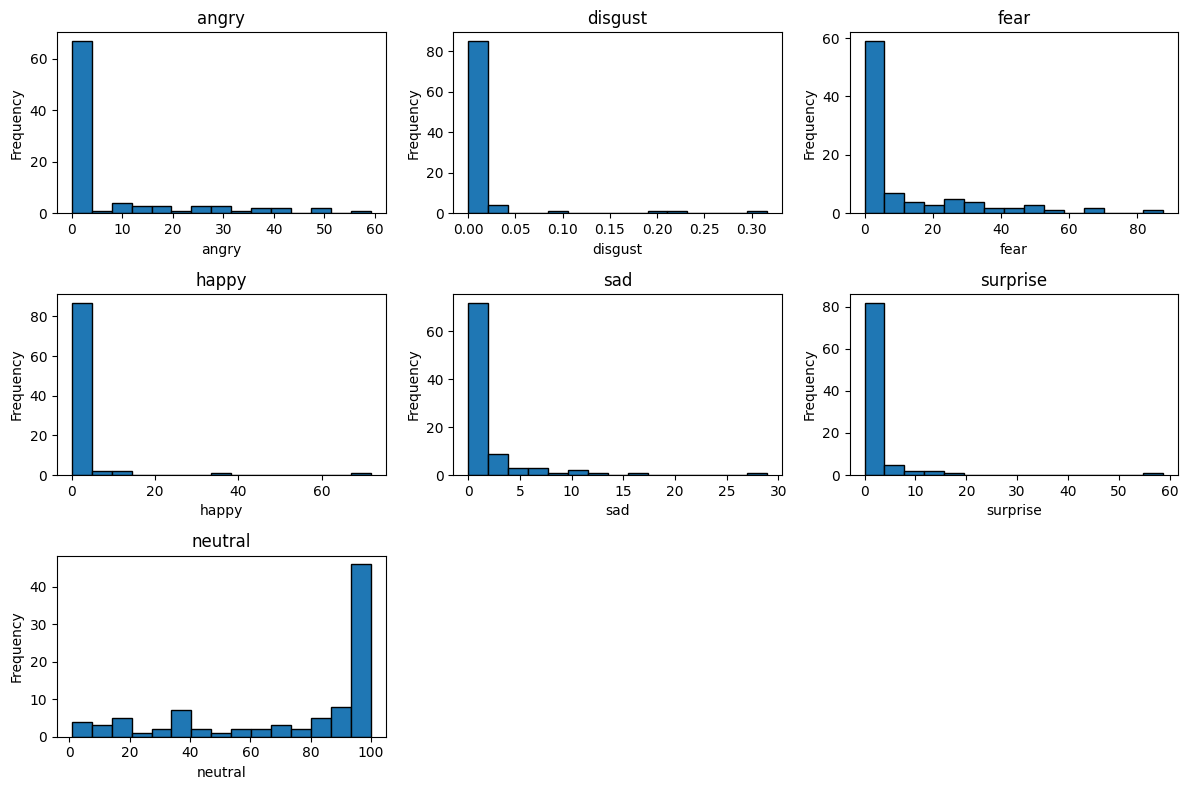 angry
Frequency
60
40
20
0
0 10 20 30 40 50 60
angry
disgust
Frequency
80
60
40
20
0
0.00 0.05 0.10 0.15 0.20 0.25 0.30
disgust
fear
Frequency
60
40
20
0
0 20 40 60 80
fear
happy
Frequency
80
60
40
20
0
0 20 40 60
happy
sad
Frequency
60
40
20
0
0 5 10 15 20 25 30
sad
surprise
Frequency
80
60
40
20
0
0 10 20 30 40 50 60
surprise
neutral
Frequency
40
30
20
10
0
0 20 40 60 80 100
neutral